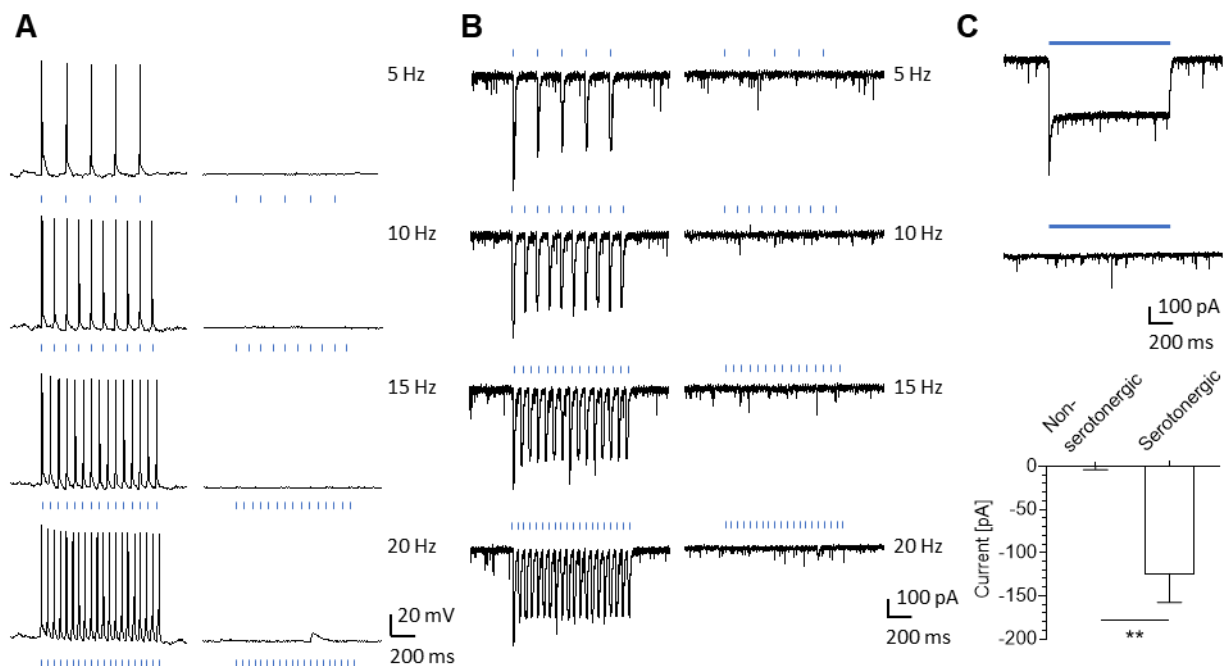 A
B
C
5 Hz
5 Hz
10 Hz
10 Hz
100 pA
200 ms
15 Hz
15 Hz
Non-
serotonergic
Serotonergic
0
-50
-100
-150
-200
Current [pA]
**
20 Hz
20 Hz
20 mV
200 ms
100 pA
200 ms